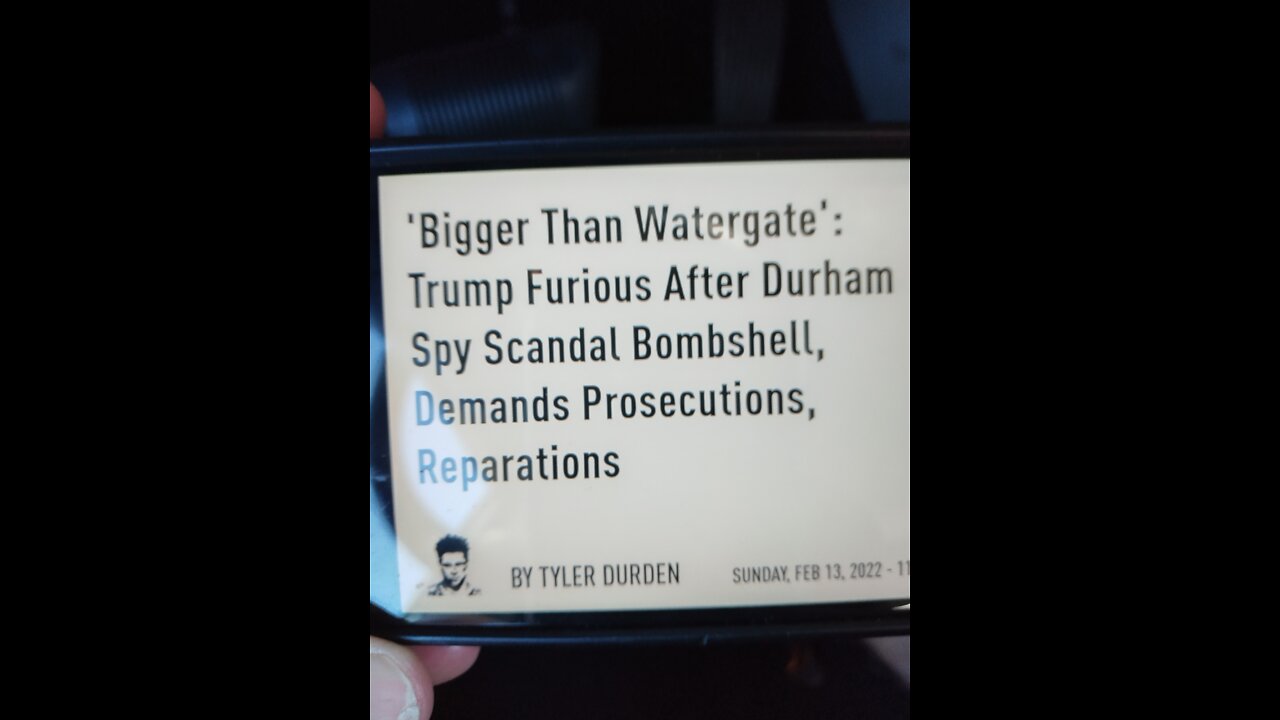 'Bigger Than Watergate':
Trump Furious After Durham
Spy Scandal Bombshell,
Demands Prosecutions,
Reparations
BY TYLER DURDEN
SUNDAY, FEB 13, 2022 - 11